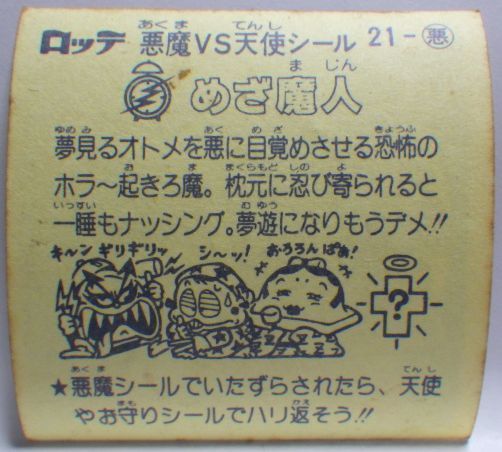 ロッテ 悪魔VS天使シール 21-悪
めざ魔人
夢見るオトメを悪に目覚めさせる恐怖の
ホラ〜起きろ魔。枕元に忍び寄られると
一睡もナッシング。夢遊になりもうデメ!!
キ〜ンギリギリッ シ〜ッ! おろろんばぁ!
?
★悪魔シールでいたずらされたら、天使
やお守りシールでハリ返そう!!